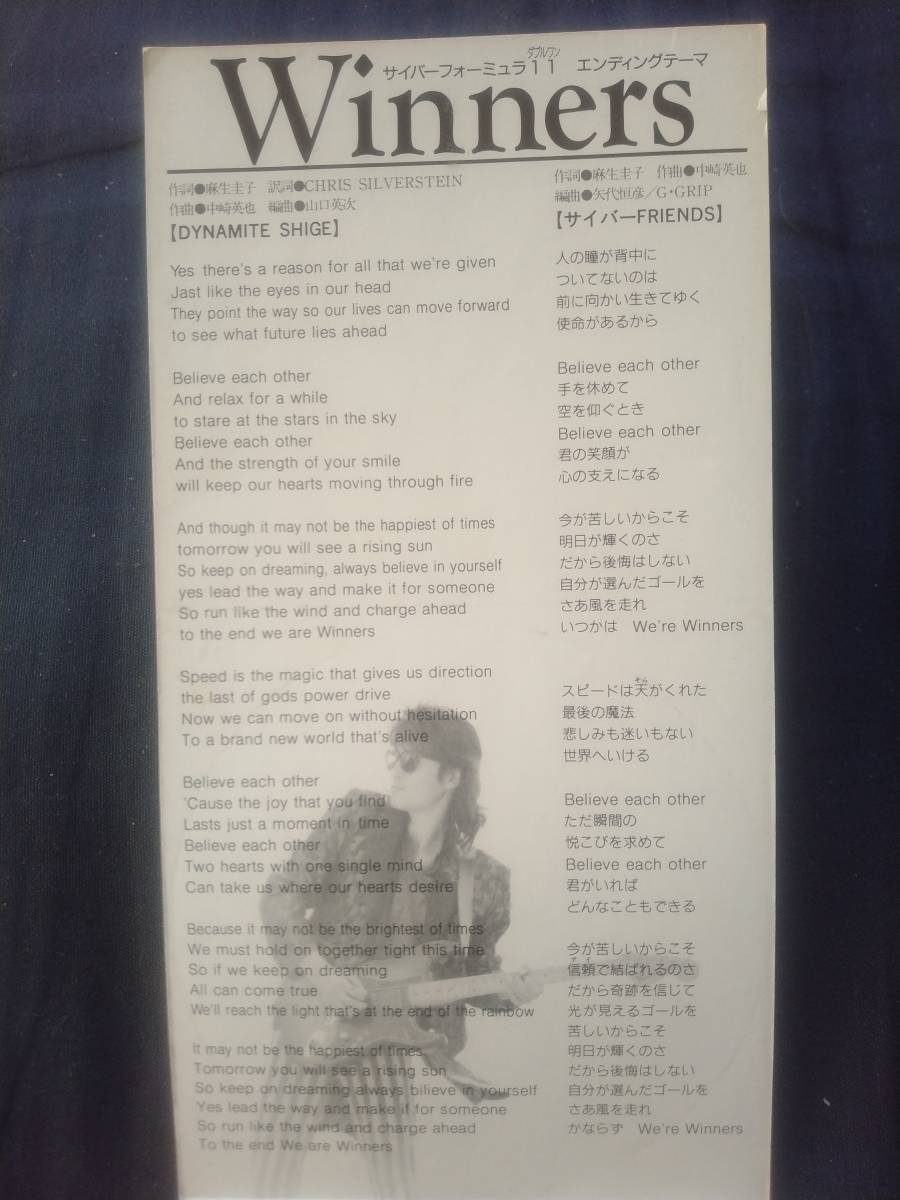 ダブルワン
サイバーフォーミュラ11 エンディングテーマ
Winners
作詞●麻生圭子 訳詞●CHRIS SILVERSTEIN
作曲●中崎英也 編曲●山口英次
【DYNAMITE SHIGE】
Yes there's a reason for all that we're given
Jast like the eyes in our head
They point the way so our lives can move forward
to see what future lies ahead
Believe each other
And relax for a while
to stare at the stars in the sky
Believe each other
And the strength of your smile
will keep our hearts moving through fire
And though it may not be the happiest of times
tomorrow you will see a rising sun
So keep on dreaming, always believe in yourself
yes lead the way and make it for someone
So run like the wind and charge ahead
to the end we are Winners
Speed is the magic that gives us direction
the last of gods power drive
Now we can move on without hesitation
To a brand new world that's alive
Believe each other
'Cause the joy that you find
Lasts just a moment in time
Believe each other
Two hearts with one single mind
Can take us where our hearts desire
Because it may not be the brightest of times
We must hold on together tight this time
So if we keep on dreaming
All can come true
We'll reach the light that's at the end of the rainbow
It may not be the happiest of times
Tomorrow you will see a rising sun
So keep on dreaming always bilieve in yourself
Yes lead the way and make if for someone
So run like the wind and charge ahead
To the end We are Winners
作詞●麻生圭子 作曲●中崎英也
編曲●矢代恒彦/G・GRIP
【サイバーFRIENDS】
人の瞳が背中に
ついてないのは
前に向かい生きてゆく
使命があるから
Believe each other
手を休めて
空を仰ぐとき
Believe each other
君の笑顔が
心の支えになる
今が苦しいからこそ
明日が輝くのさ
だから後悔はしない
自分が選んだゴールを
さあ風を走れ
いつかは We're Winners
そら
スピードは天がくれた
最後の魔法
悲しみも迷いもない
世界へいける
Believe each other
ただ瞬間の
悦こびを求めて
Believe each other
君がいれば
どんなこともできる
今が苦しいからこそ
信頼で結ばれるのさ
だから奇跡を信じて
光が見えるゴールを
苦しいからこそ
明日が輝くのさ
だから後悔はしない
自分が選んだゴールを
さあ風を走れ
かならず We're Winners